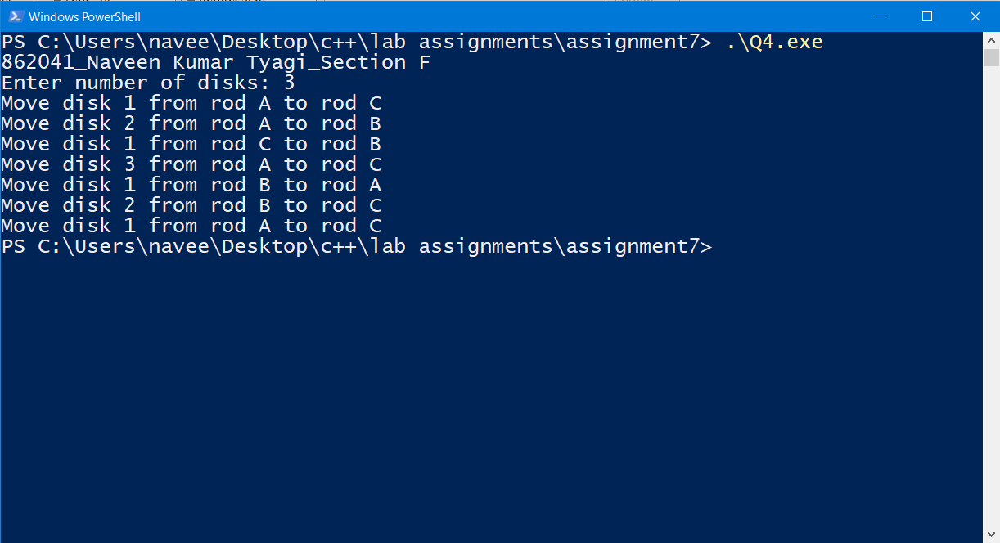 Windows PowerShell
PS C:\Users\navee\Desktop\c++\lab assignments\assignment7> .\Q4.exe
862041_Naveen Kumar Tyagi_Section F
Enter number of disks: 3
Move disk 1 from rod A to rod C
Move disk 2 from rod A to rod B
Move disk 1 from rod C to rod B
Move disk 3 from rod A to rod C
Move disk 1 from rod B to rod A
Move disk 2 from rod B to rod C
Move disk 1 from rod A to rod C
PS C:\Users\navee\Desktop\c++\lab assignments\assignment7>